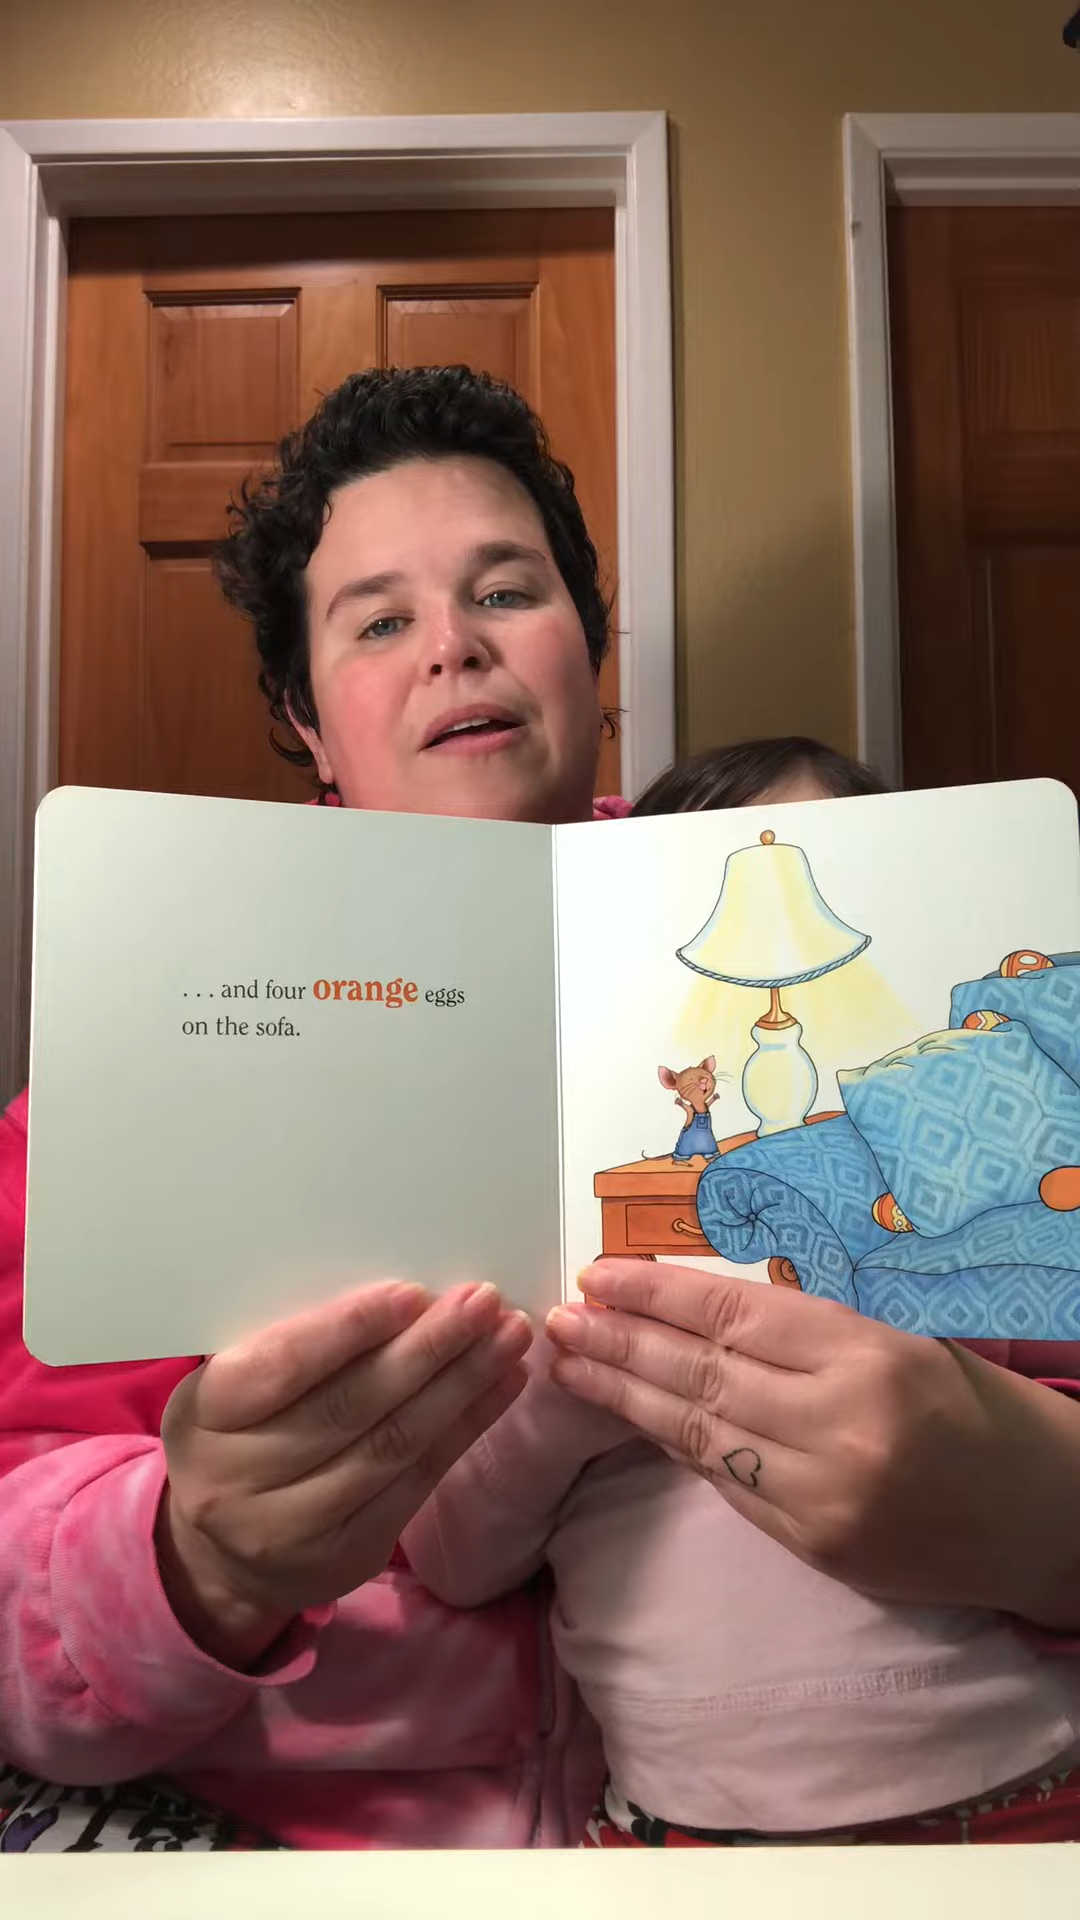 . . . and four orange eggs
on the sofa.